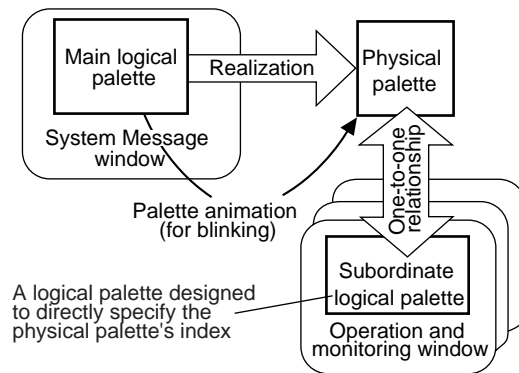 Main logical
palette
Realization
Physical
palette
System Message
window
One-to-one
relationship
Palette animation
(for blinking)
Subordinate
logical palette
A logical palette designed
to directly specify the
physical palette's index
Operation and
monitoring window